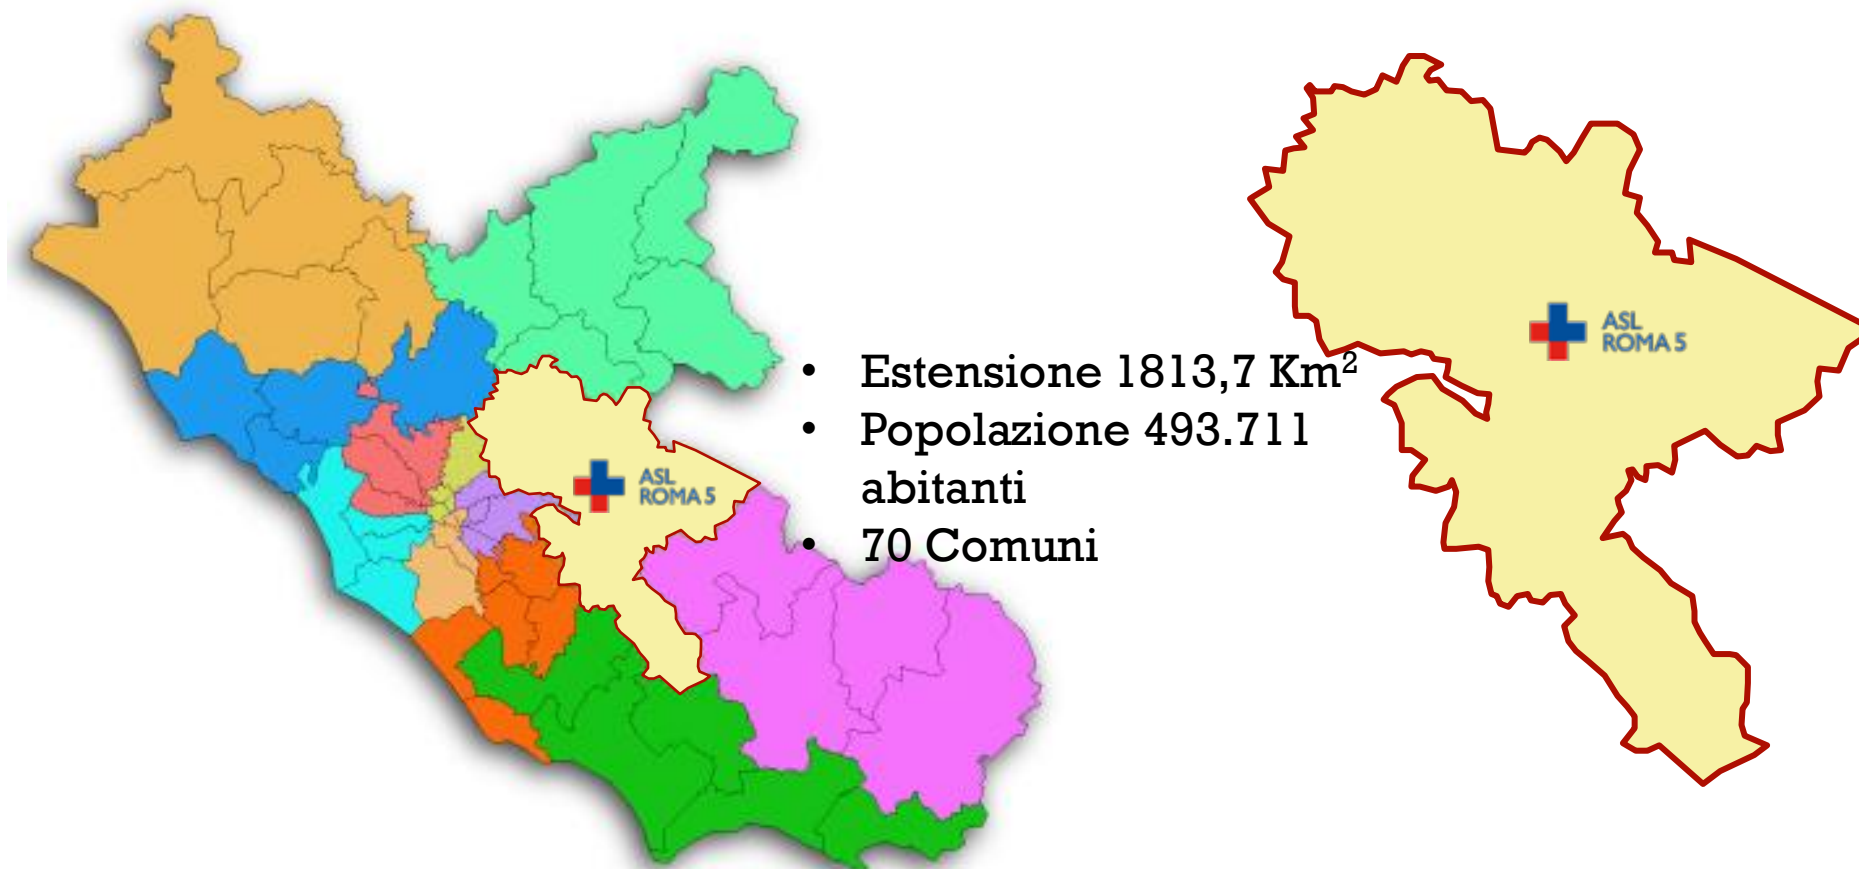 ASL
ROMA 5
• Estensione 1813,7 Km²
• Popolazione 493.711
abitanti
• 70 Comuni
ASL
ROMA 5